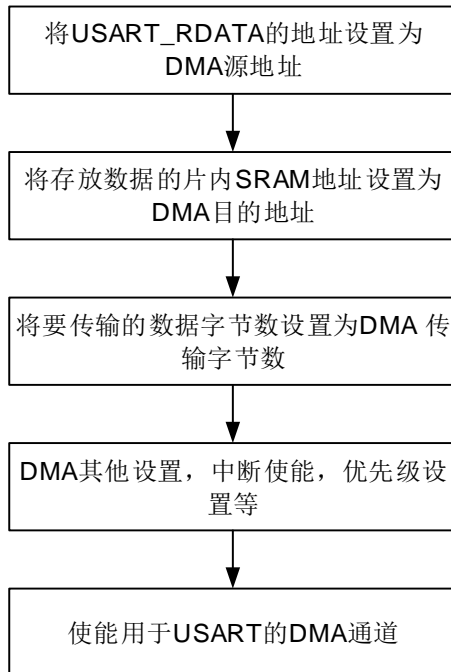 将USART_RDATA的地址设置为
DMA源地址
将存放数据的片内SRAM地址设置为
DMA目的地址
将要传输的数据字节数设置为DMA 传
输字节数
DMA其他设置，中断使能，优先级设
置等
使能用于USART的DMA通道